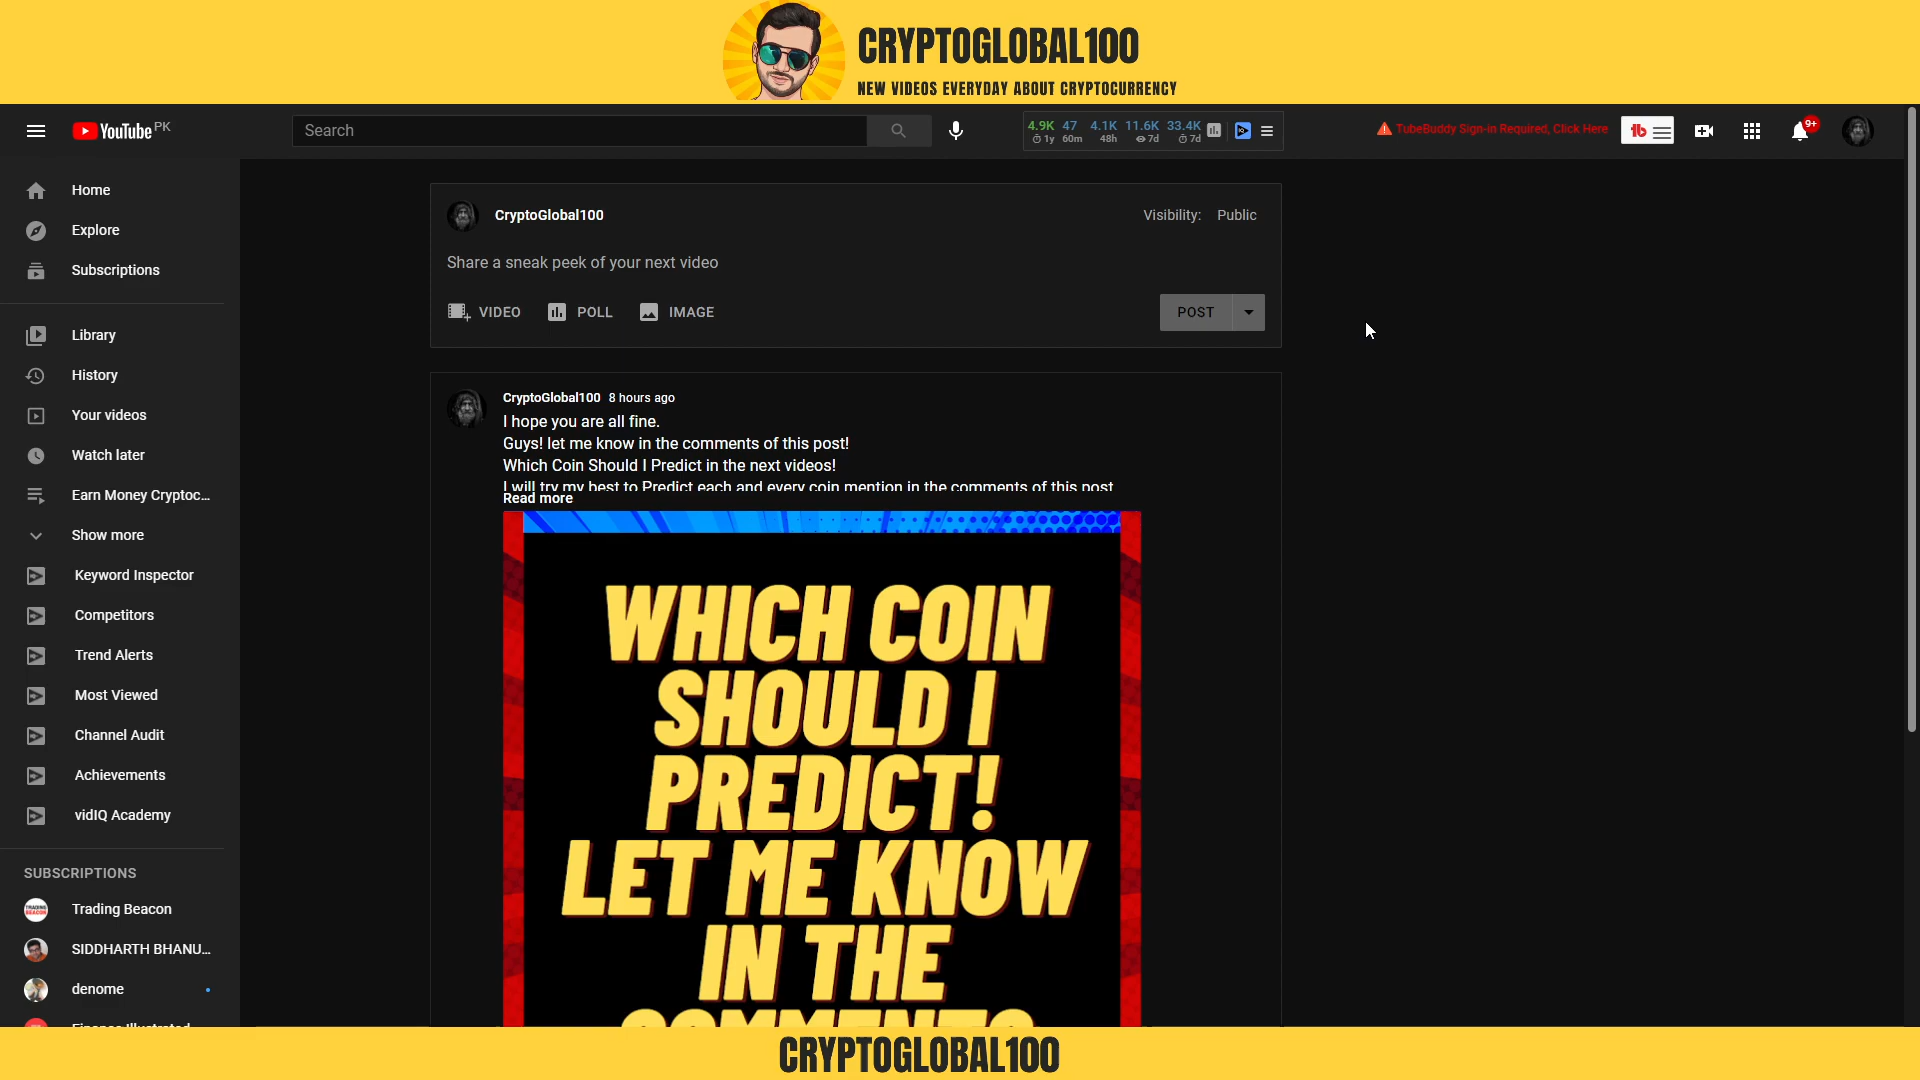 CRYPTOGLOBAL100
NEW VIDEOS EVERYDAY ABOUT CRYPTOCURRENCY
YouTube PK
Search
4.9K 47 4.1K 11.6K 33.4K
1y 60m 48h 7d 7d
TubeBuddy Sign-in Required, Click Here
tb
9+
Home
Explore
Subscriptions
Library
History
Your videos
Watch later
Earn Money Cryptoc...
Show more
Keyword Inspector
Competitors
Trend Alerts
Most Viewed
Channel Audit
Achievements
vidIQ Academy
SUBSCRIPTIONS
Trading Beacon
SIDDHARTH BHANU...
denome
Finance Illustrated
CryptoGlobal100
Visibility: Public
Share a sneak peek of your next video
VIDEO POLL IMAGE
POST
CryptoGlobal100 8 hours ago
I hope you are all fine.
Guys! let me know in the comments of this post!
Which Coin Should I Predict in the next videos!
I will try my best to Predict each and every coin mention in the comments of this post
Read more
WHICH COIN
SHOULD I
PREDICT!
LET ME KNOW
IN THE
COMMENTS
CRYPTOGLOBAL100